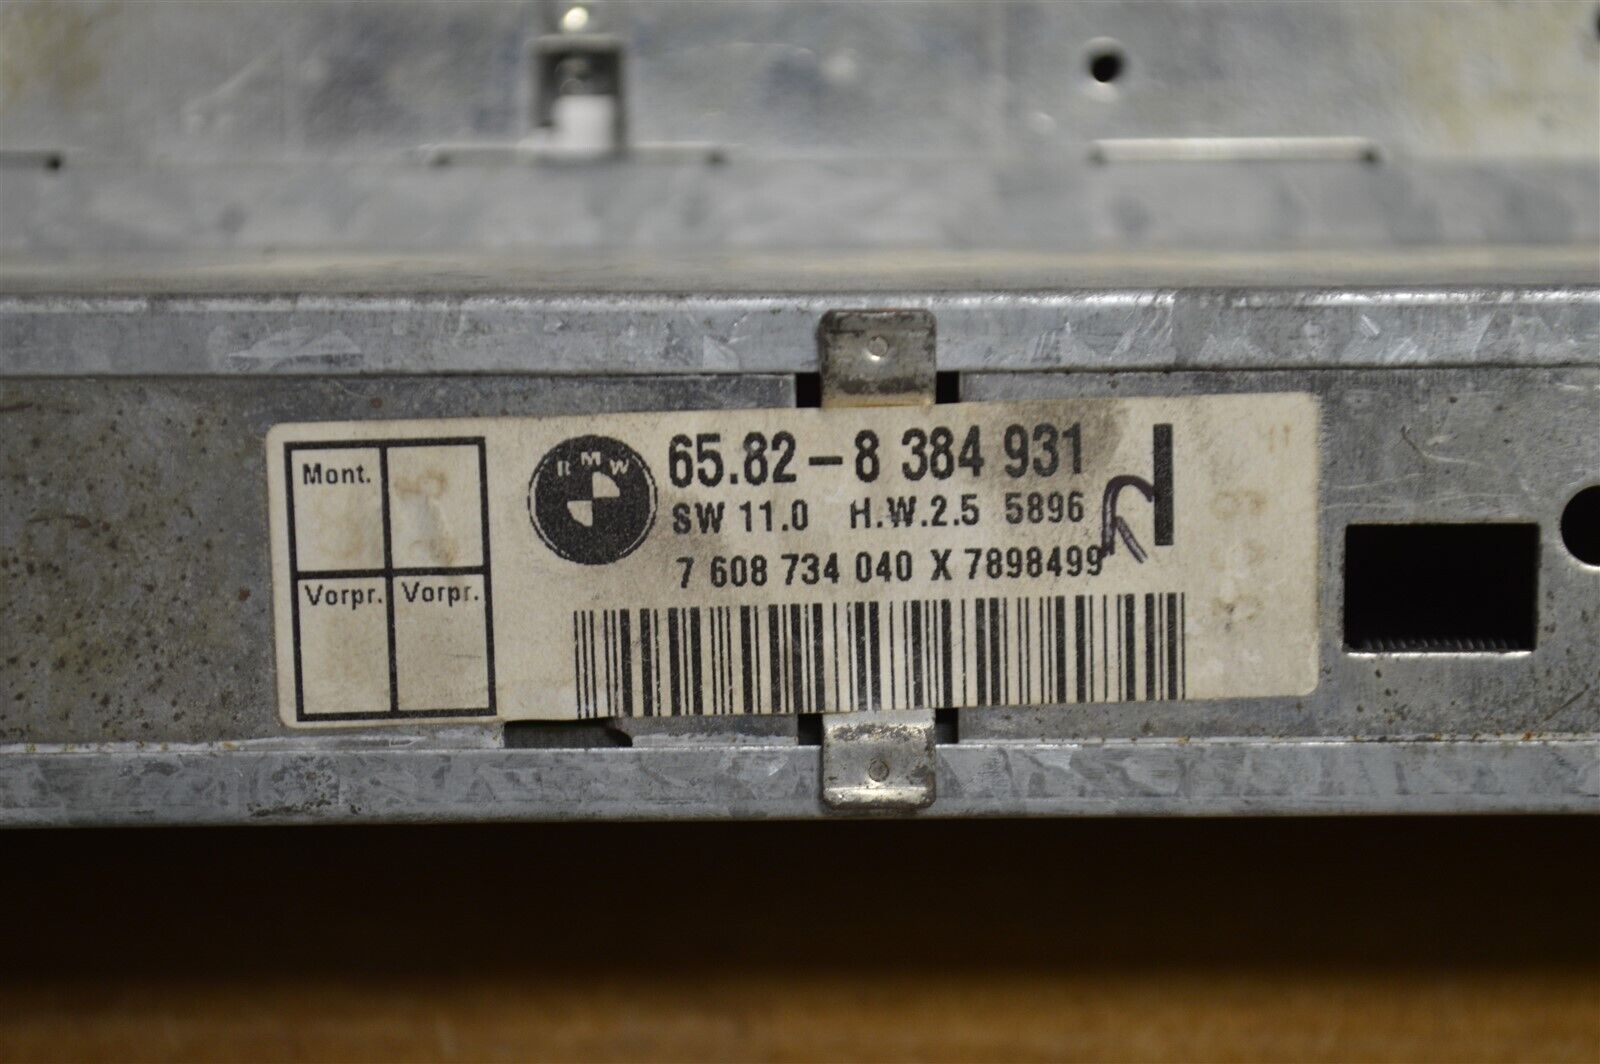 Mont.
Vorpr. Vorpr.
BMW
65.82-8 384 931
SW 11.0 H.W.2.5 5896
7 608 734 040 X 7898499